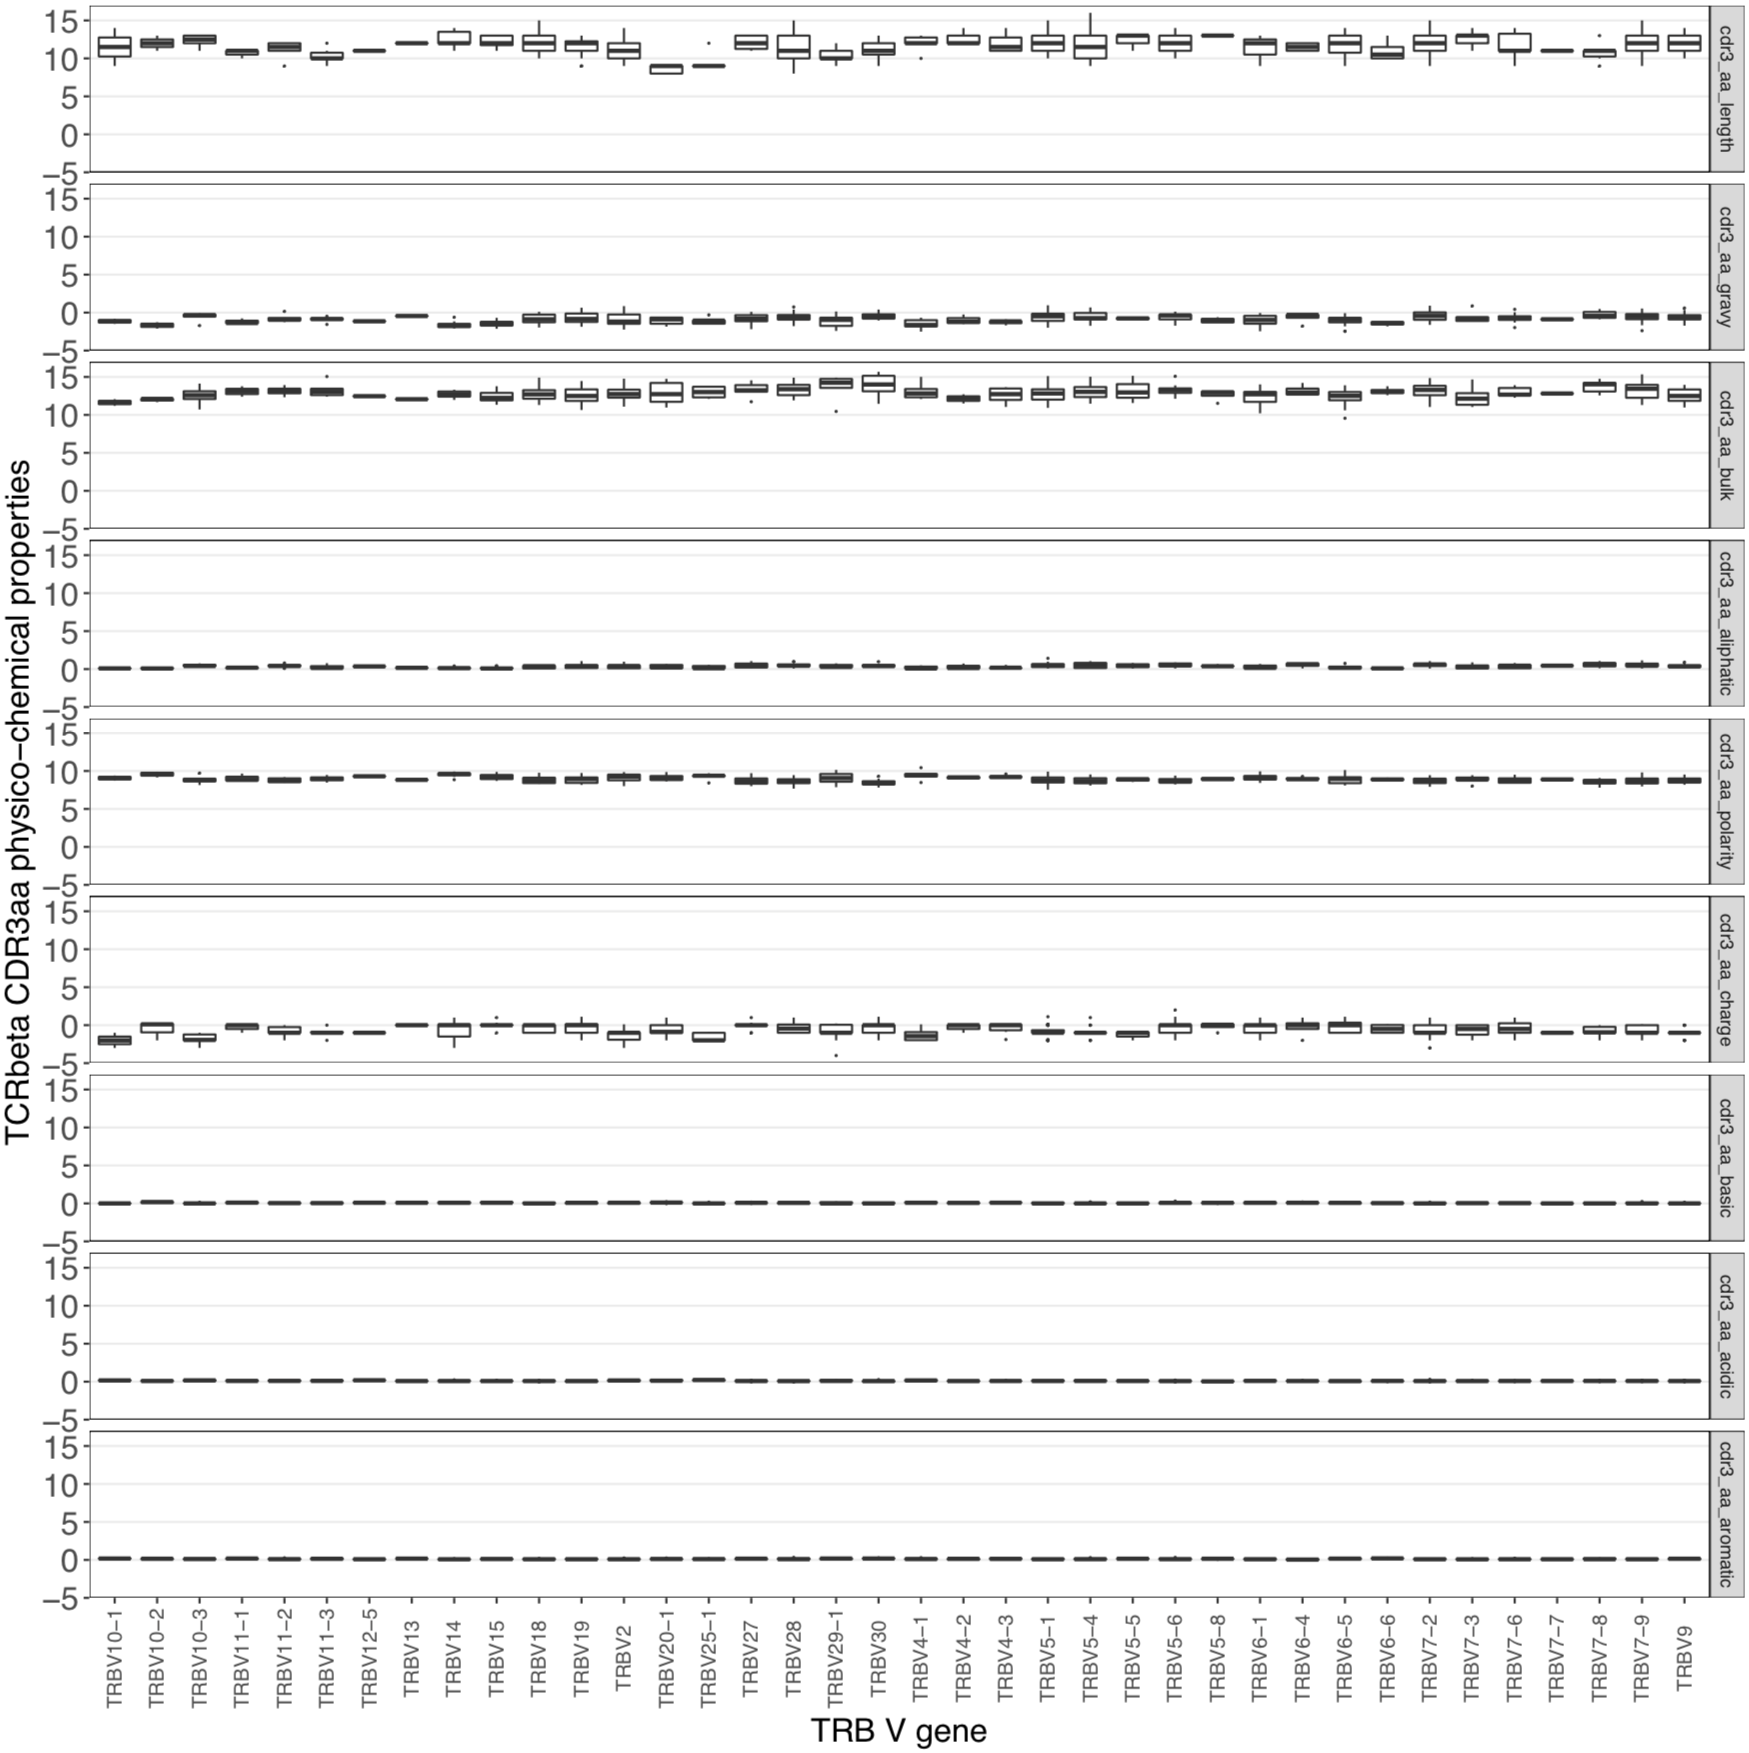 TCRbeta CDR3aa physico−chemical properties
15
10
5
0
−5
cdr3_aa_length
15
10
5
0
−5
cdr3_aa_gravy
15
10
5
0
−5
cdr3_aa_bulk
15
10
5
0
−5
cdr3_aa_aliphatic
15
10
5
0
−5
cdr3_aa_polarity
15
10
5
0
−5
cdr3_aa_charge
15
10
5
0
−5
cdr3_aa_basic
15
10
5
0
−5
cdr3_aa_acidic
15
10
5
0
−5
cdr3_aa_aromatic
TRBV10−1
TRBV10−2
TRBV10−3
TRBV11−1
TRBV11−2
TRBV11−3
TRBV12−5
TRBV13
TRBV14
TRBV15
TRBV18
TRBV19
TRBV2
TRBV20−1
TRBV25−1
TRBV27
TRBV28
TRBV29−1
TRBV30
TRBV4−1
TRBV4−2
TRBV4−3
TRBV5−1
TRBV5−4
TRBV5−5
TRBV5−6
TRBV5−8
TRBV6−1
TRBV6−4
TRBV6−5
TRBV6−6
TRBV7−2
TRBV7−3
TRBV7−6
TRBV7−7
TRBV7−8
TRBV7−9
TRBV9
TRB V gene